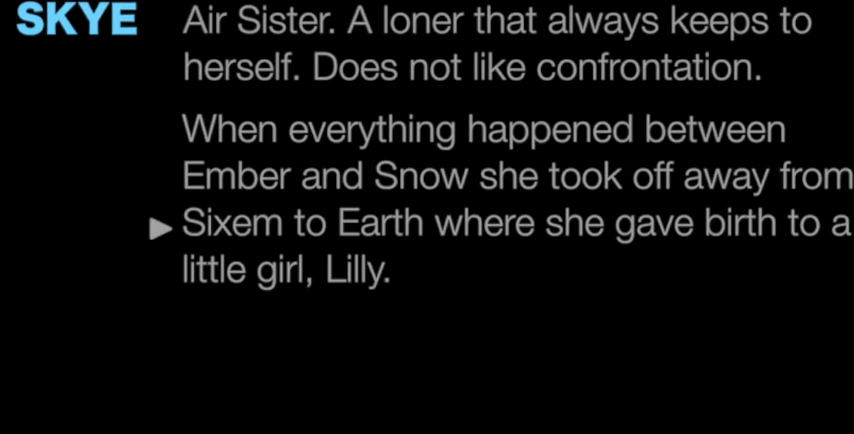 SKYE Air Sister. A loner that always keeps to
herself. Does not like confrontation.
When everything happened between
Ember and Snow she took off away from
Sixem to Earth where she gave birth to a
little girl, Lilly.